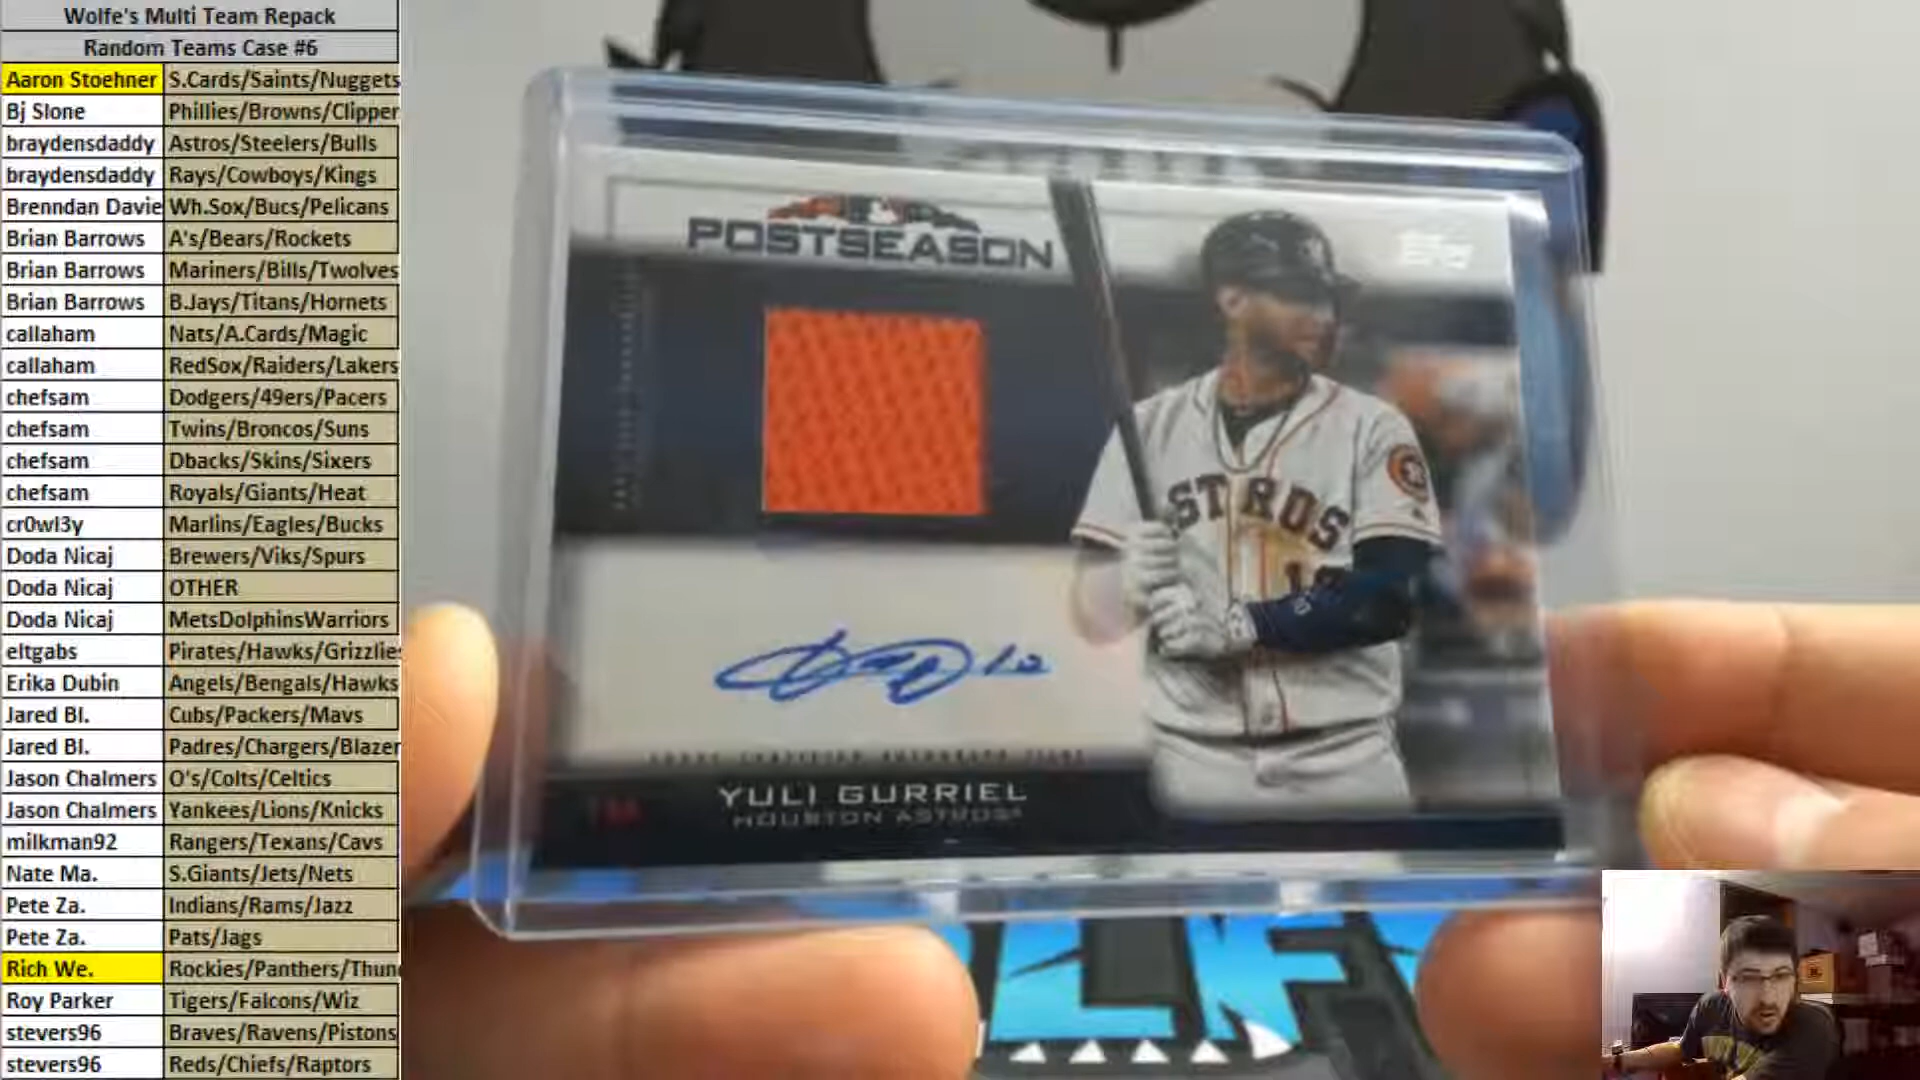 Wolfe's Multi Team Repack
Random Teams Case #6
Aaron Stoehner S.Cards/Saints/Nuggets
Bj Slone Phillies/Browns/Clipper
braydensdaddy Astros/Steelers/Bulls
braydensdaddy Rays/Cowboys/Kings
Brenndan Davie Wh.Sox/Bucs/Pelicans
Brian Barrows A's/Bears/Rockets
Brian Barrows Mariners/Bills/Twolves
Brian Barrows B.Jays/Titans/Hornets
callaham Nats/A.Cards/Magic
callaham RedSox/Raiders/Lakers
chefsam Dodgers/49ers/Pacers
chefsam Twins/Broncos/Suns
chefsam Dbacks/Skins/Sixers
chefsam Royals/Giants/Heat
cr0wl3y Marlins/Eagles/Bucks
Doda Nicaj Brewers/Viks/Spurs
Doda Nicaj OTHER
Doda Nicaj MetsDolphinsWarriors
eltgabs Pirates/Hawks/Grizzlies
Erika Dubin Angels/Bengals/Hawks
Jared Bl. Cubs/Packers/Mavs
Jared Bl. Padres/Chargers/Blazer
Jason Chalmers O's/Colts/Celtics
Jason Chalmers Yankees/Lions/Knicks
milkman92 Rangers/Texans/Cavs
Nate Ma. S.Giants/Jets/Nets
Pete Za. Indians/Rams/Jazz
Pete Za. Pats/Jags
Rich We. Rockies/Panthers/Thun
Roy Parker Tigers/Falcons/Wiz
stevers96 Braves/Ravens/Pistons
stevers96 Reds/Chiefs/Raptors
POSTSEASON
Topps
STROS
TOPPS CERTIFIED AUTOGRAPH ISSUE
YULI GURRIEL
HOUSTON ASTROS